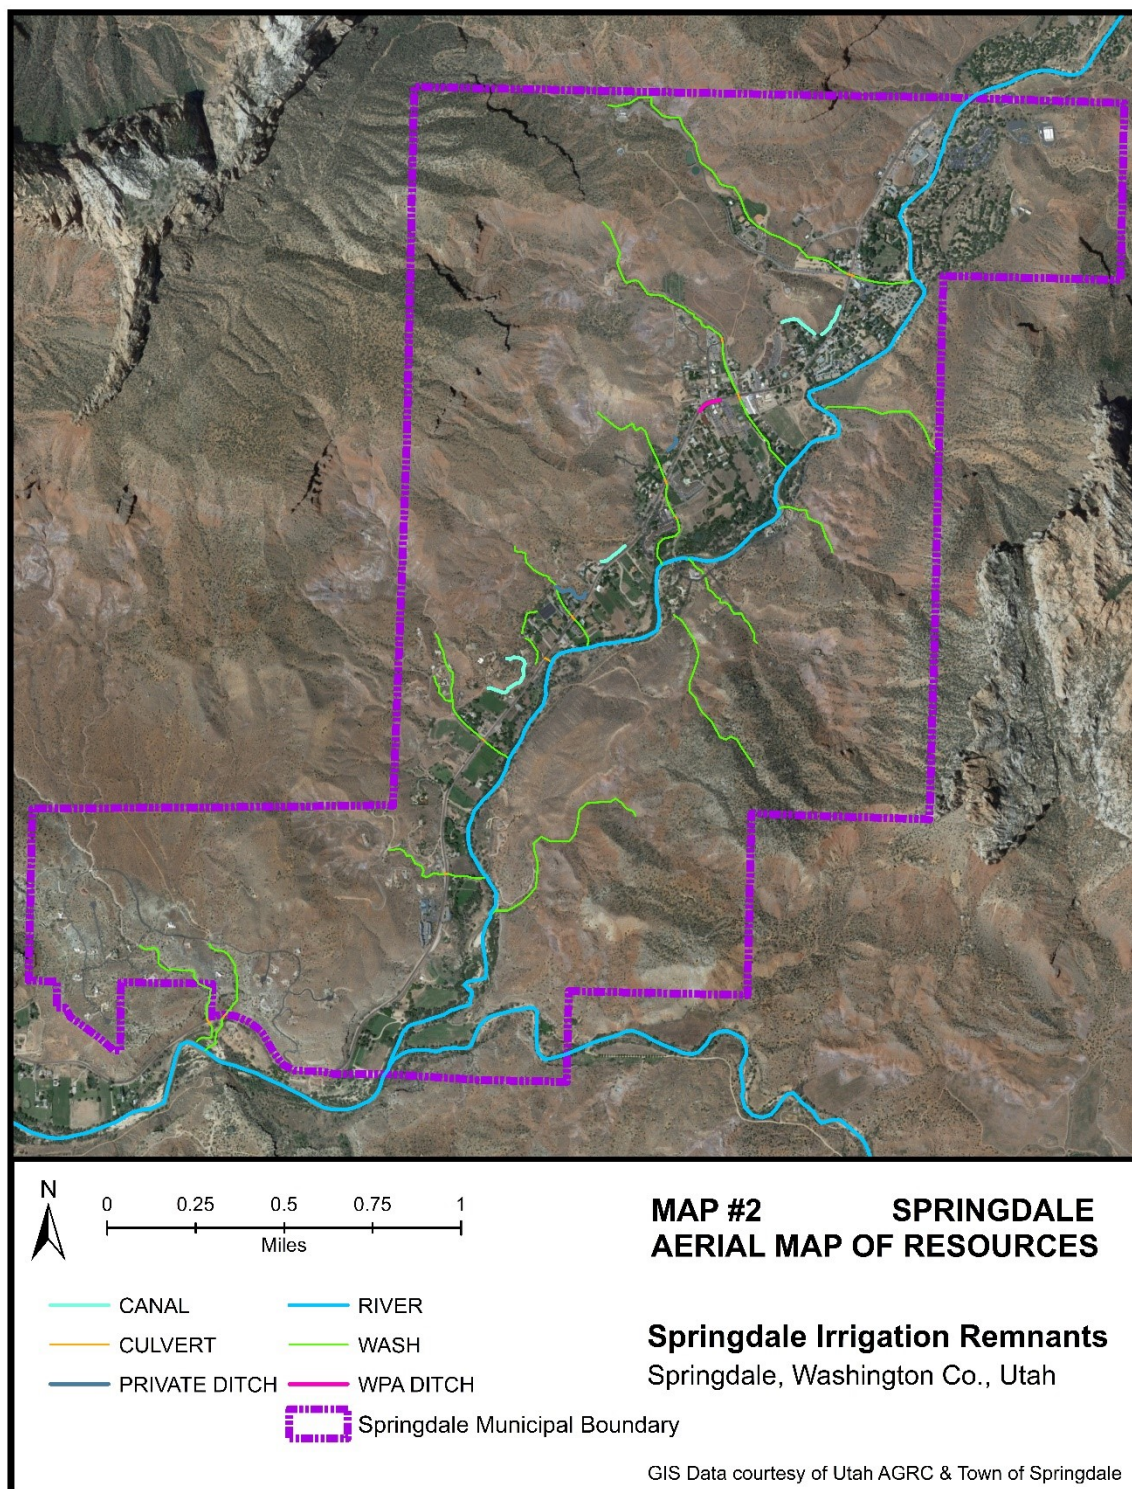 N
0 0.25 0.5 0.75 1
Miles
MAP #2 SPRINGDALE
AERIAL MAP OF RESOURCES
CANAL RIVER
CULVERT WASH
PRIVATE DITCH WPA DITCH
Springdale Municipal Boundary
Springdale Irrigation Remnants
Springdale, Washington Co., Utah
GIS Data courtesy of Utah AGRC & Town of Springdale